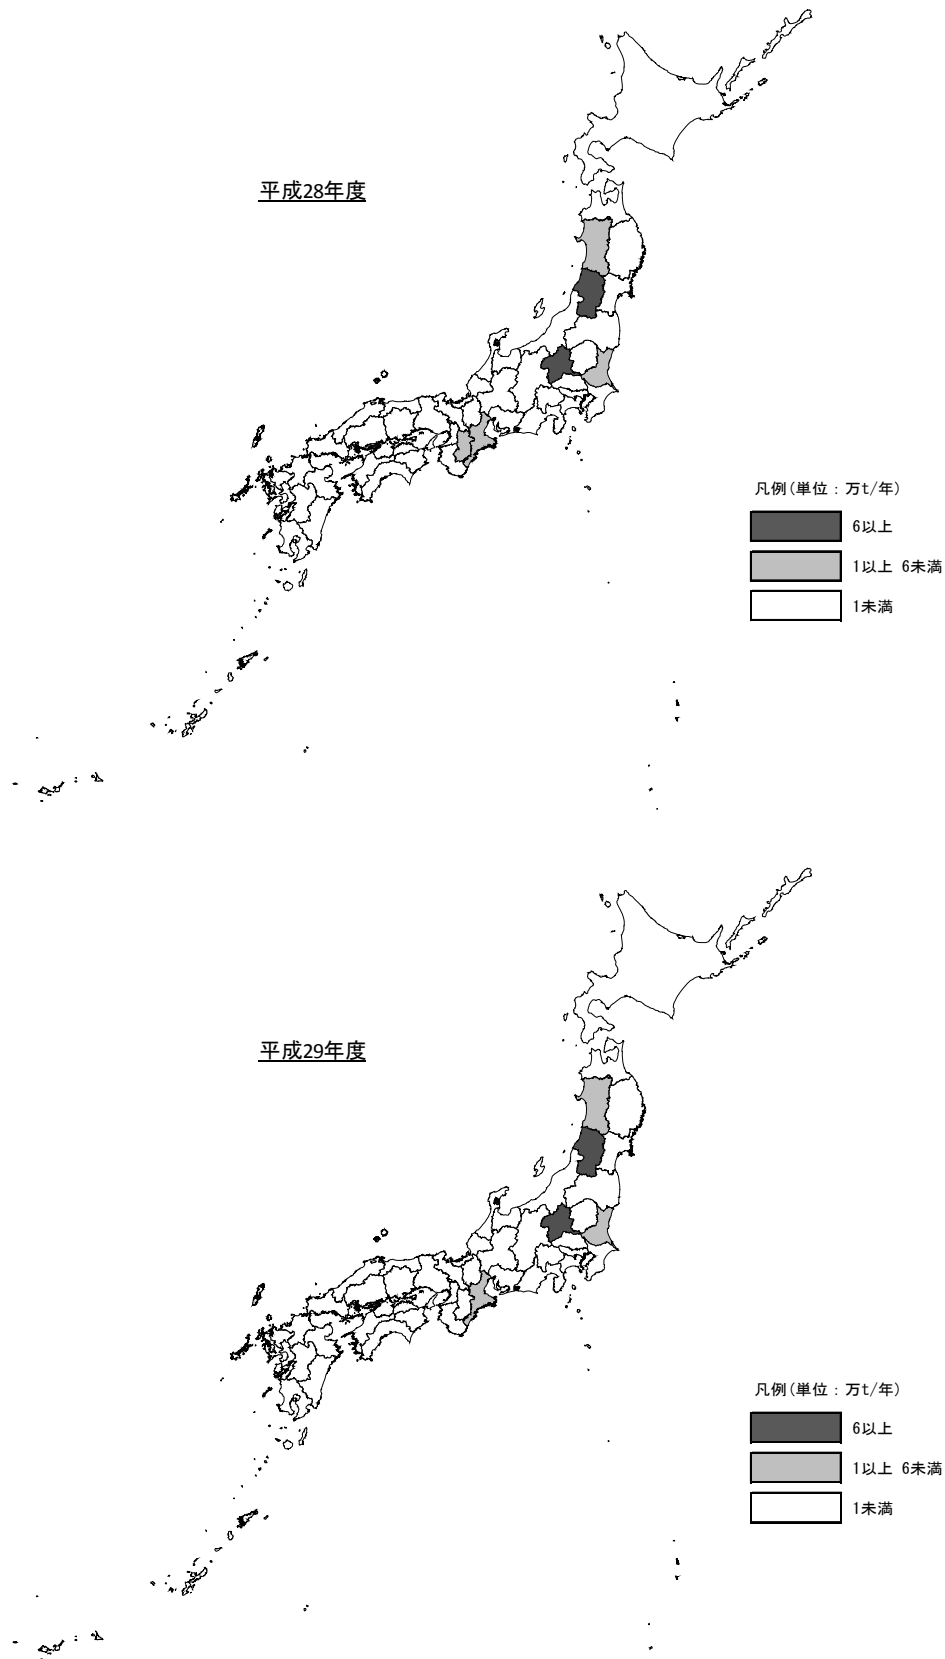 平成28年度
凡例(単位：万t/年)
6以上
1以上 6未満
1未満
平成29年度
凡例(単位：万t/年)
6以上
1以上 6未満
1未満